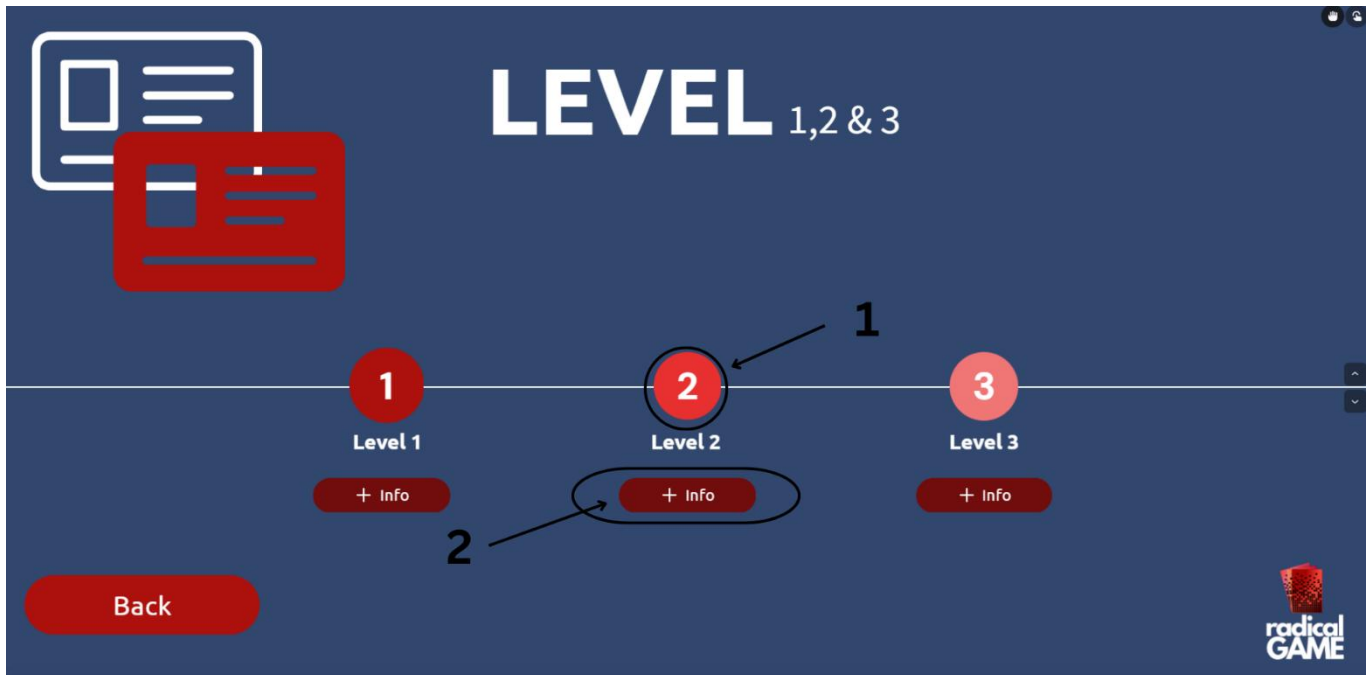 LEVEL 1,2 & 3
1
1
2
3
Level 1
Level 2
Level 3
+ Info
+ Info
+ Info
2
Back
radical
GAME